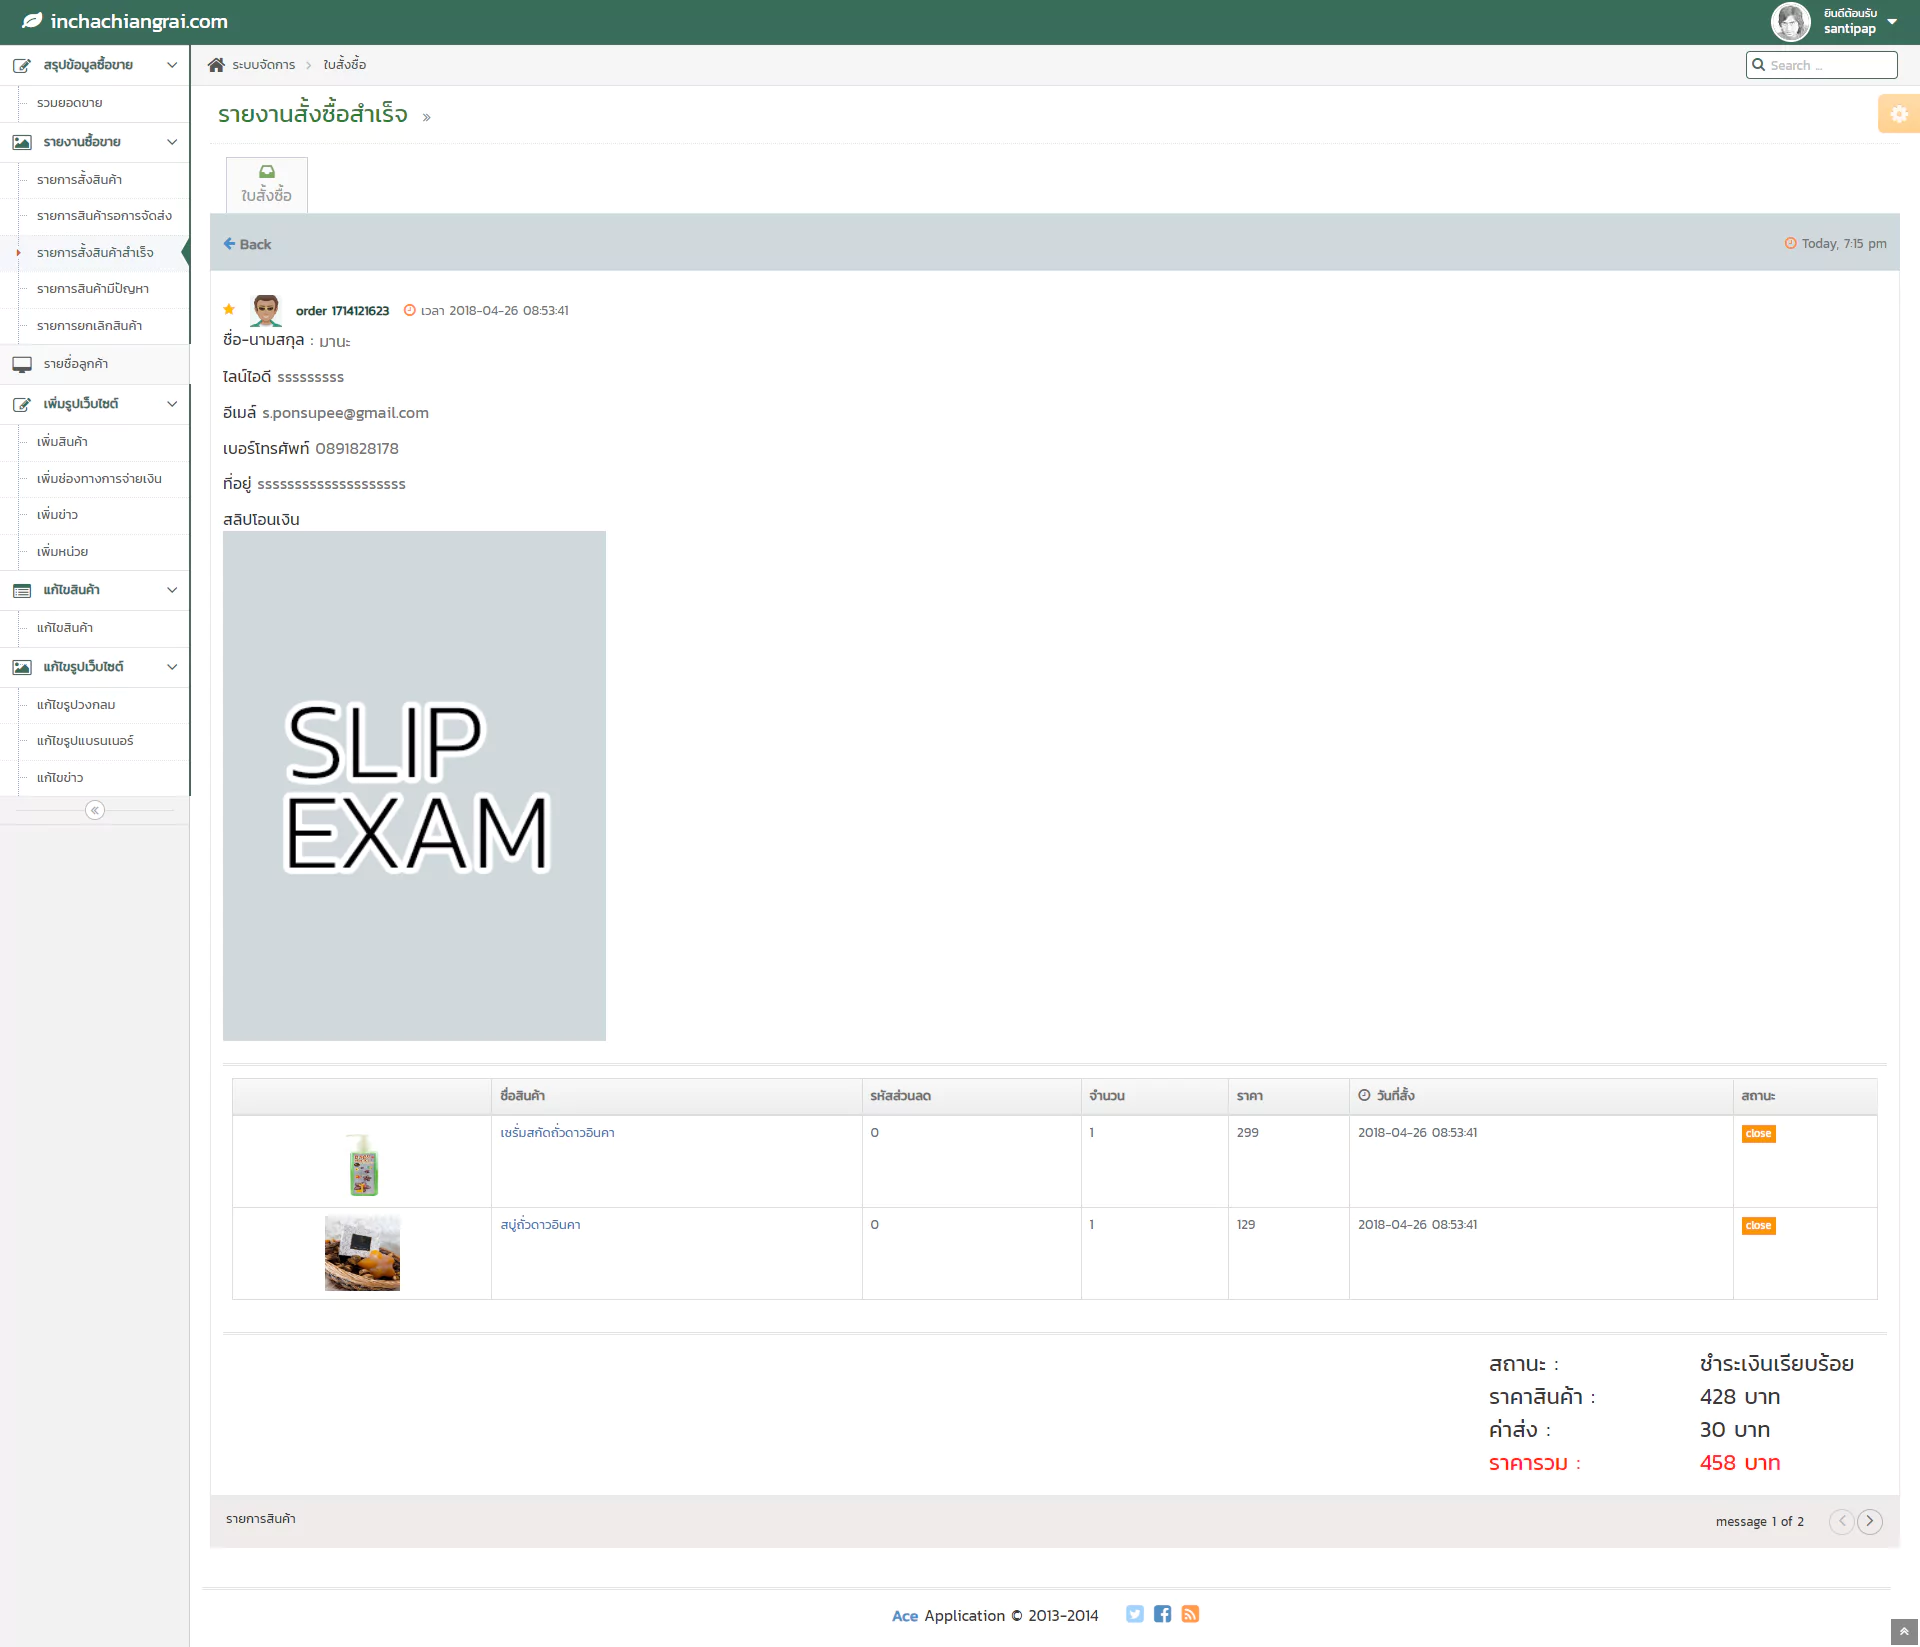 inchachiangrai.com
ยินดีต้อนรับ
santipap
สรุปข้อมูลซื้อขาย
รวมยอดขาย
รายงานซื้อขาย
รายการสั้งสินค้า
รายการสินค้ารอการจัดส่ง
รายการสั้งสินค้าสำเร็จ
รายการสินค้ามีปัญหา
รายการยกเลิกสินค้า
รายชื่อลูกค้า
เพิ่มรูปเว็บไซต์
เพิ่มสินค้า
เพิ่มช่องทางการจ่ายเงิน
เพิ่มข่าว
เพิ่มหน่วย
แก้ไขสินค้า
แก้ไขสินค้า
แก้ไขรูปเว็บไซต์
แก้ไขรูปวงกลม
แก้ไขรูปแบรนเนอร์
แก้ไขข่าว
ระบบจัดการ > ใบสั้งซื้อ
Search ...
รายงานสั้งซื้อสำเร็จ »
ใบสั้งซื้อ
Back
Today, 7:15 pm
order 1714121623 เวลา 2018-04-26 08:53:41
ชื่อ-นามสกุล : มานะ
ไลน์ไอดี sssssssss
อีเมล์ s.ponsupee@gmail.com
เบอร์โทรศัพท์ 0891828178
ที่อยู่ ssssssssssssssssssss
สลิปโอนเงิน
SLIP
EXAM
ชื่อสินค้า รหัสส่วนลด จำนวน ราคา วันที่สั้ง สถานะ
เซรั่มสกัดถั่วดาวอินคา 0 1 299 2018-04-26 08:53:41 close
สบู่ถั่วดาวอินคา 0 1 129 2018-04-26 08:53:41 close
สถานะ : ชำระเงินเรียบร้อย
ราคาสินค้า : 428 บาท
ค่าส่ง : 30 บาท
ราคารวม : 458 บาท
รายการสินค้า
message 1 of 2
Ace Application © 2013-2014